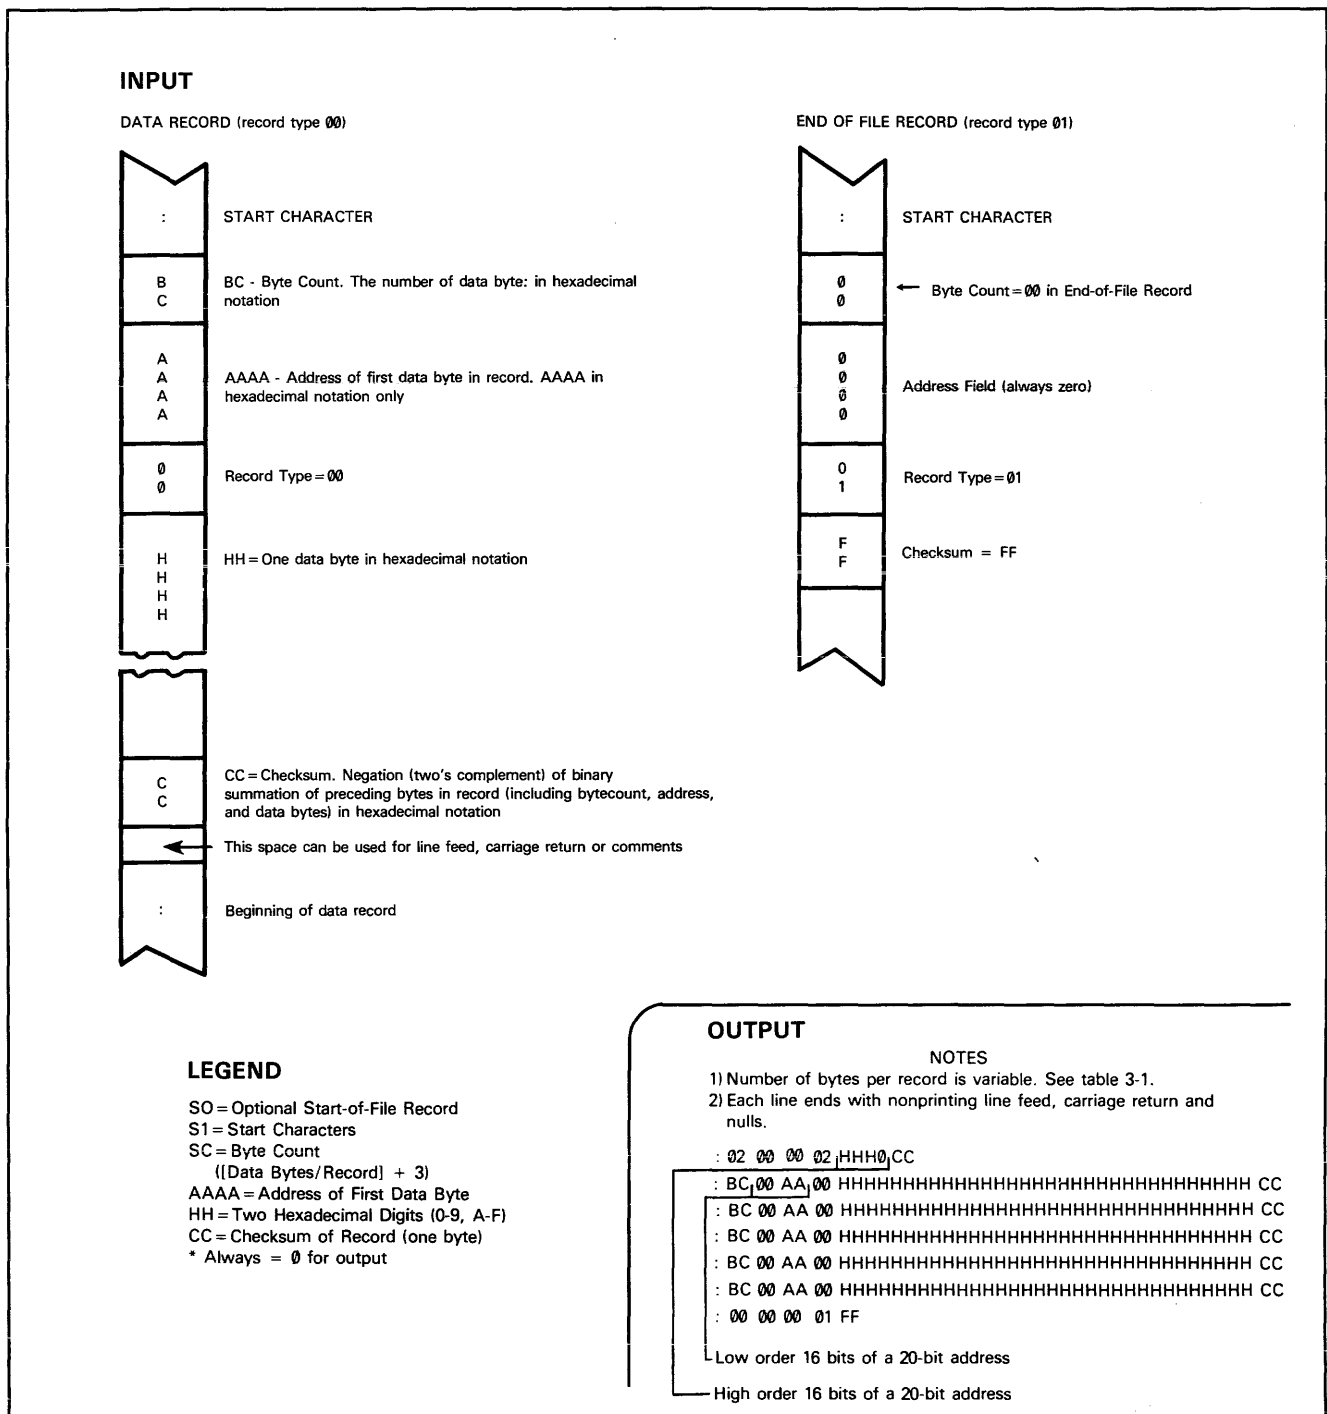 INPUT
DATA RECORD (record type 00)
:
START CHARACTER
B
C
BC - Byte Count. The number of data byte: in hexadecimal
notation
A
A
A
A
AAAA - Address of first data byte in record. AAAA in
hexadecimal notation only
0
0
Record Type=00
H
H
H
H
HH=One data byte in hexadecimal notation
C
C
CC=Checksum. Negation (two's complement) of binary
summation of preceding bytes in record (including bytecount, address,
and data bytes) in hexadecimal notation
This space can be used for line feed, carriage return or comments
:
Beginning of data record
END OF FILE RECORD (record type 01)
:
START CHARACTER
0
0
Byte Count=00 in End-of-File Record
0
0
0
0
Address Field (always zero)
0
1
Record Type=01
F
F
Checksum = FF
LEGEND
SO=Optional Start-of-File Record
S1=Start Characters
SC=Byte Count
([Data Bytes/Record] + 3)
AAAA=Address of First Data Byte
HH=Two Hexadecimal Digits (0-9, A-F)
CC=Checksum of Record (one byte)
* Always = 0 for output
OUTPUT
NOTES
1) Number of bytes per record is variable. See table 3-1.
2) Each line ends with nonprinting line feed, carriage return and
nulls.
: 02 00 00 02 HHH0 CC
: BC 00 AA 00 HHHHHHHHHHHHHHHHHHHHHHHHHHHHHHHH CC
: BC 00 AA 00 HHHHHHHHHHHHHHHHHHHHHHHHHHHHHHHH CC
: BC 00 AA 00 HHHHHHHHHHHHHHHHHHHHHHHHHHHHHHHH CC
: BC 00 AA 00 HHHHHHHHHHHHHHHHHHHHHHHHHHHHHHHH CC
: BC 00 AA 00 HHHHHHHHHHHHHHHHHHHHHHHHHHHHHHHH CC
: 00 00 00 01 FF
Low order 16 bits of a 20-bit address
High order 16 bits of a 20-bit address